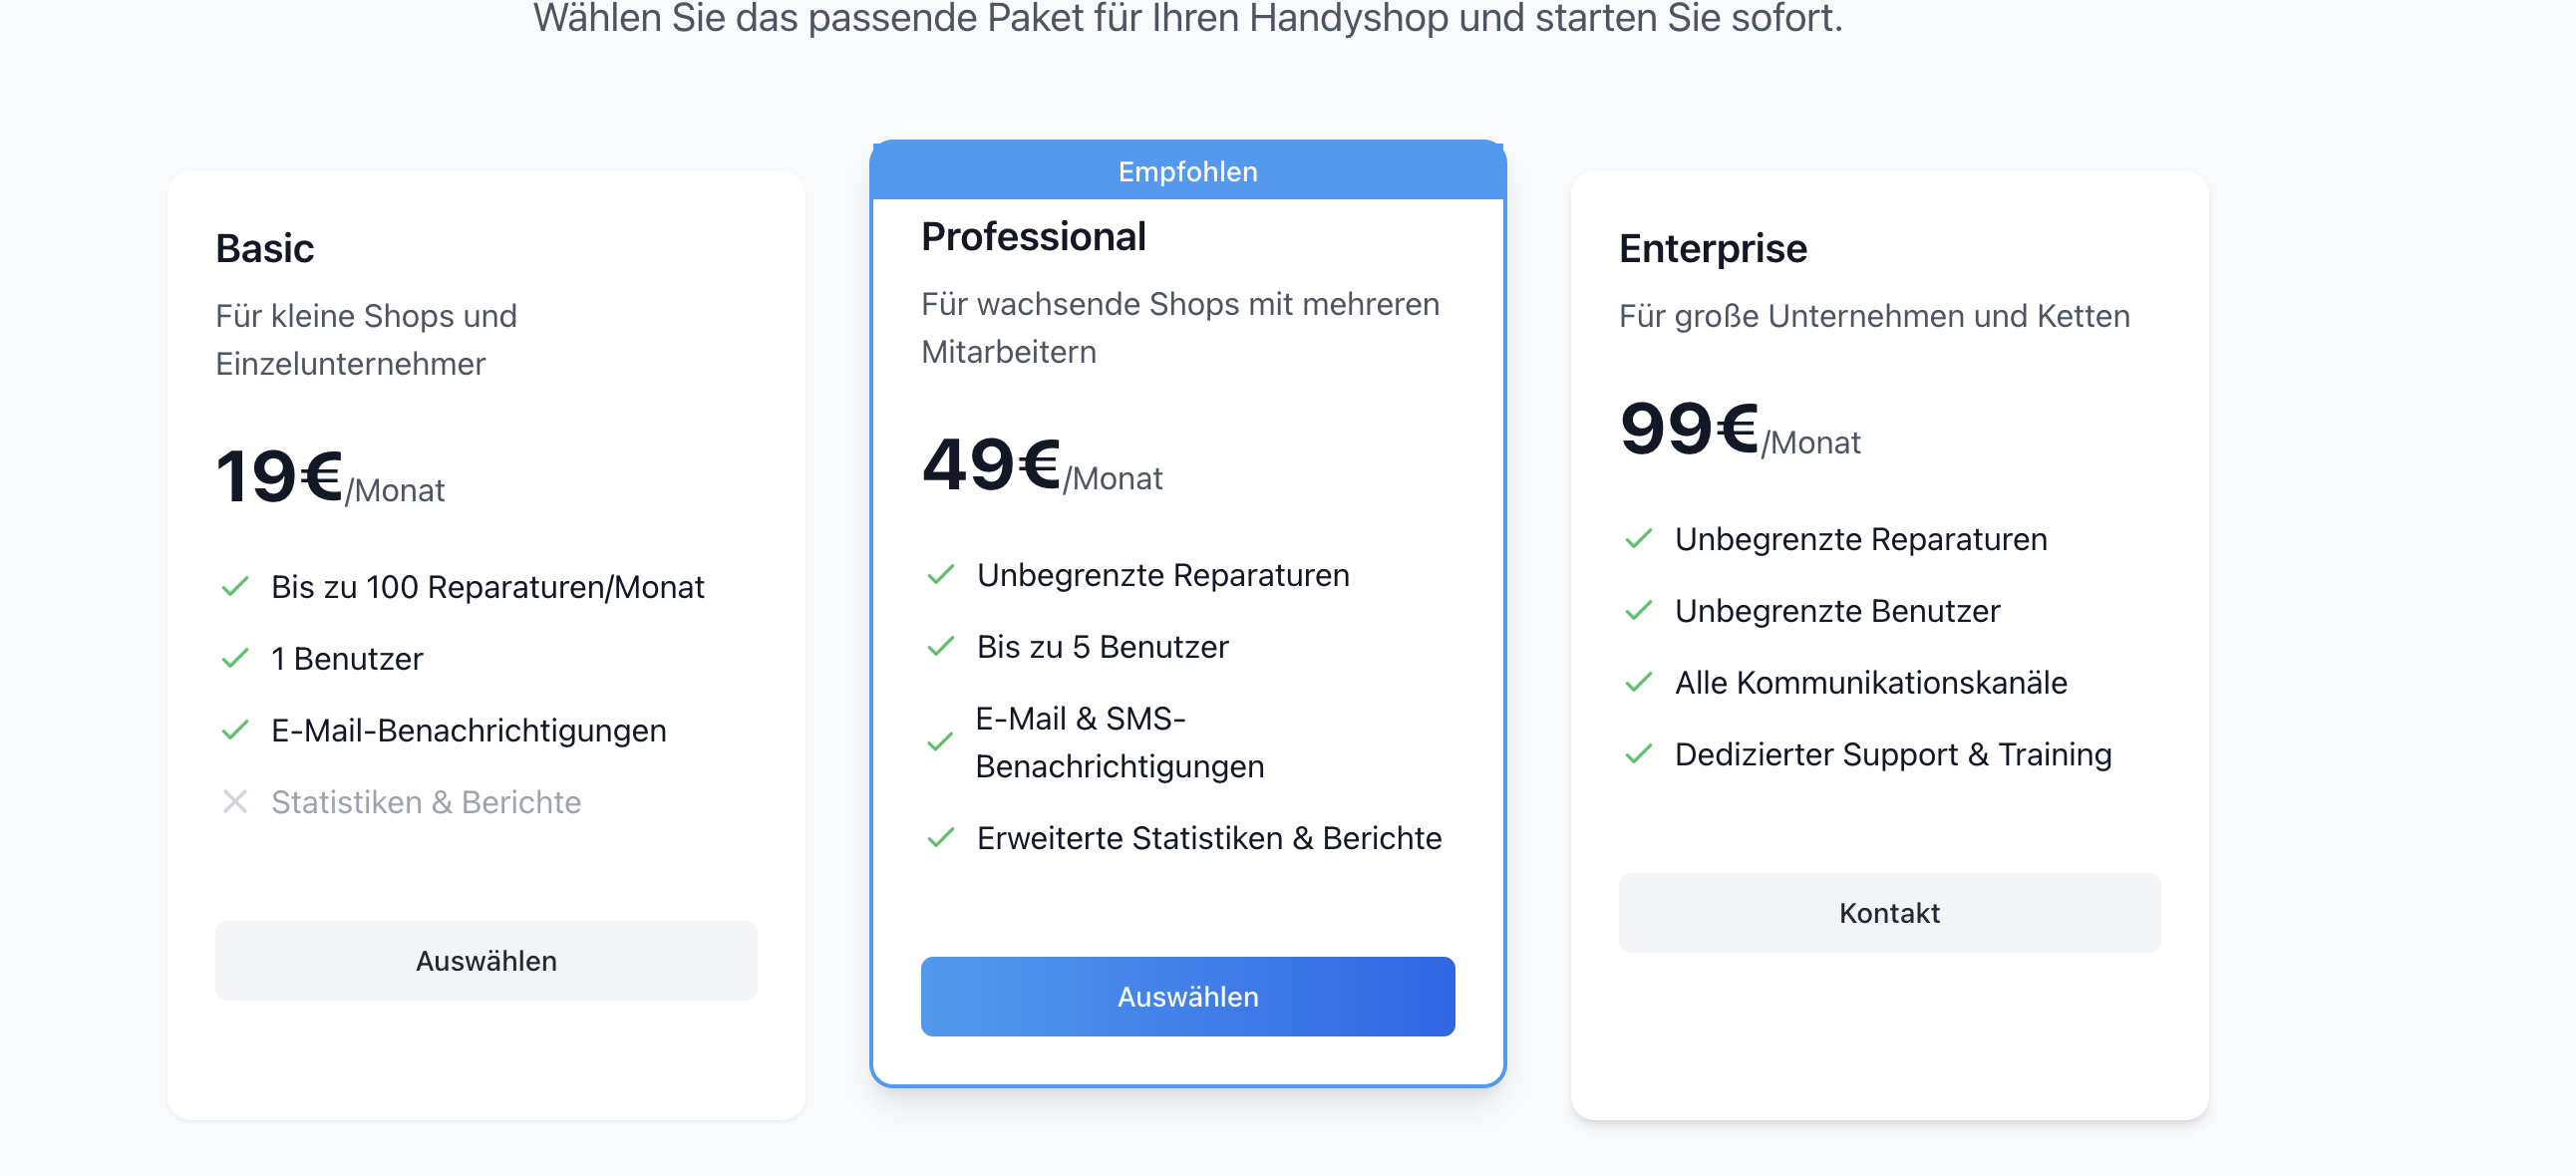 Wählen Sie das passende Paket für Ihren Handyshop und starten Sie sofort.
Basic
Für kleine Shops und
Einzelunternehmer
19€/Monat
Bis zu 100 Reparaturen/Monat
1 Benutzer
E-Mail-Benachrichtigungen
Statistiken & Berichte
Auswählen
Empfohlen
Professional
Für wachsende Shops mit mehreren
Mitarbeitern
49€/Monat
Unbegrenzte Reparaturen
Bis zu 5 Benutzer
E-Mail & SMS-
Benachrichtigungen
Erweiterte Statistiken & Berichte
Auswählen
Enterprise
Für große Unternehmen und Ketten
99€/Monat
Unbegrenzte Reparaturen
Unbegrenzte Benutzer
Alle Kommunikationskanäle
Dedizierter Support & Training
Kontakt